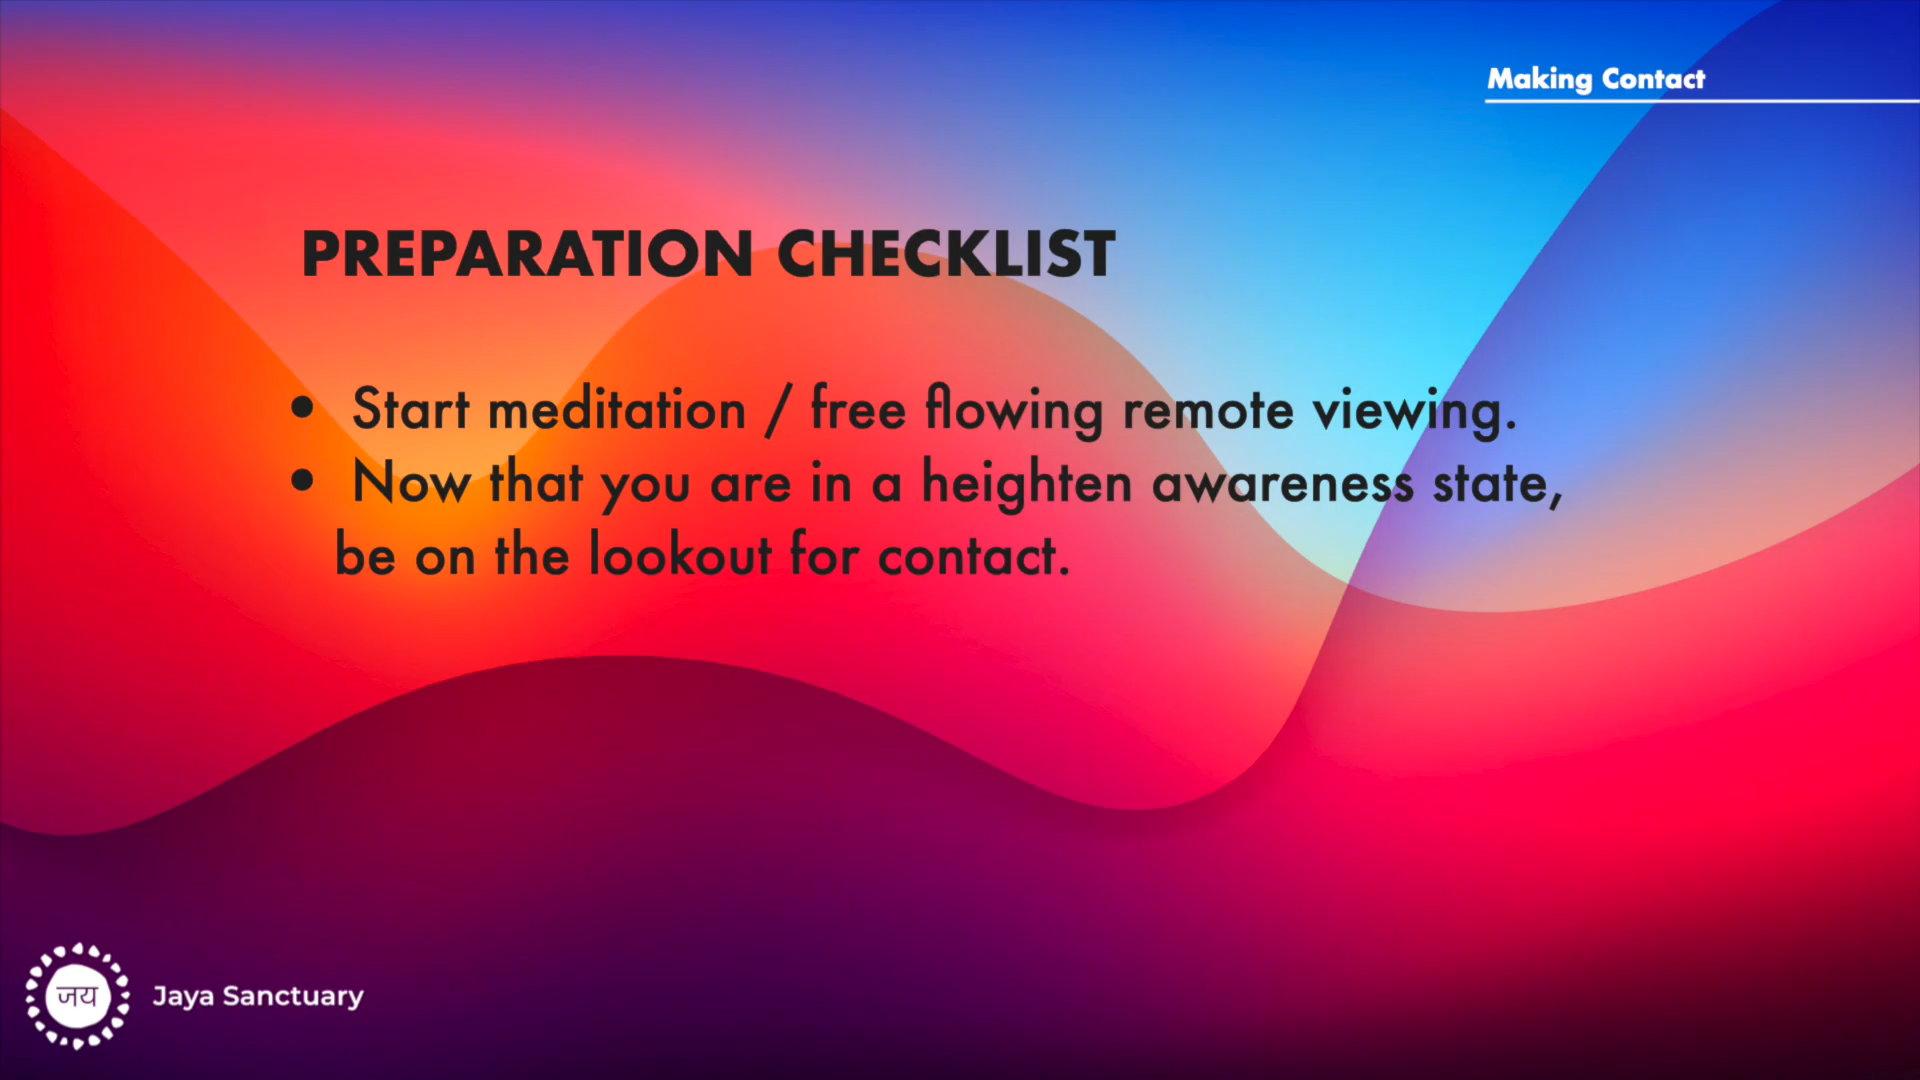 Making Contact
PREPARATION CHECKLIST
• Start meditation / free flowing remote viewing.
• Now that you are in a heighten awareness state,
be on the lookout for contact.
जय
Jaya Sanctuary